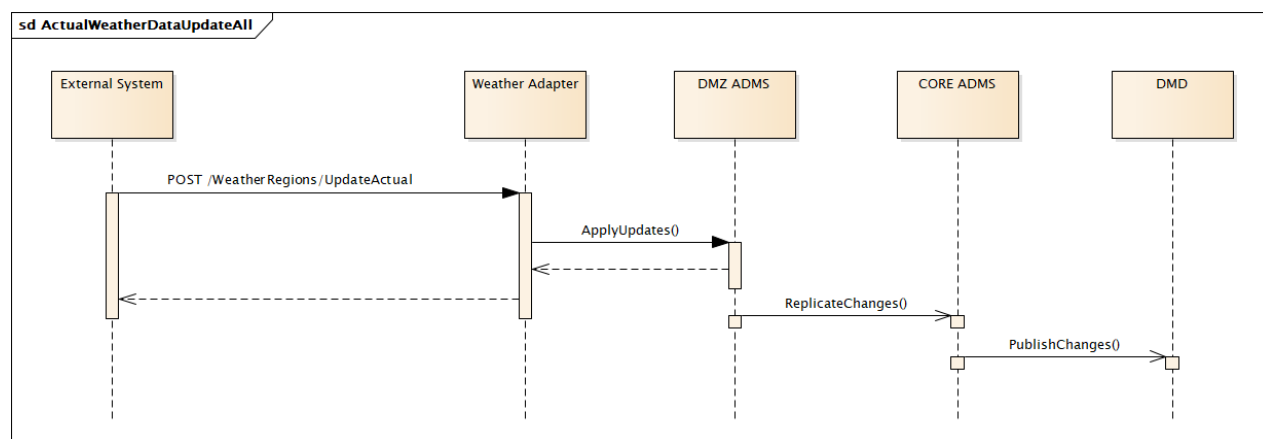 sd ActualWeatherDataUpdateAll
External System
Weather Adapter
DMZ ADMS
CORE ADMS
DMD
POST /WeatherRegions/UpdateActual
ApplyUpdates()
ReplicateChanges()
PublishChanges()